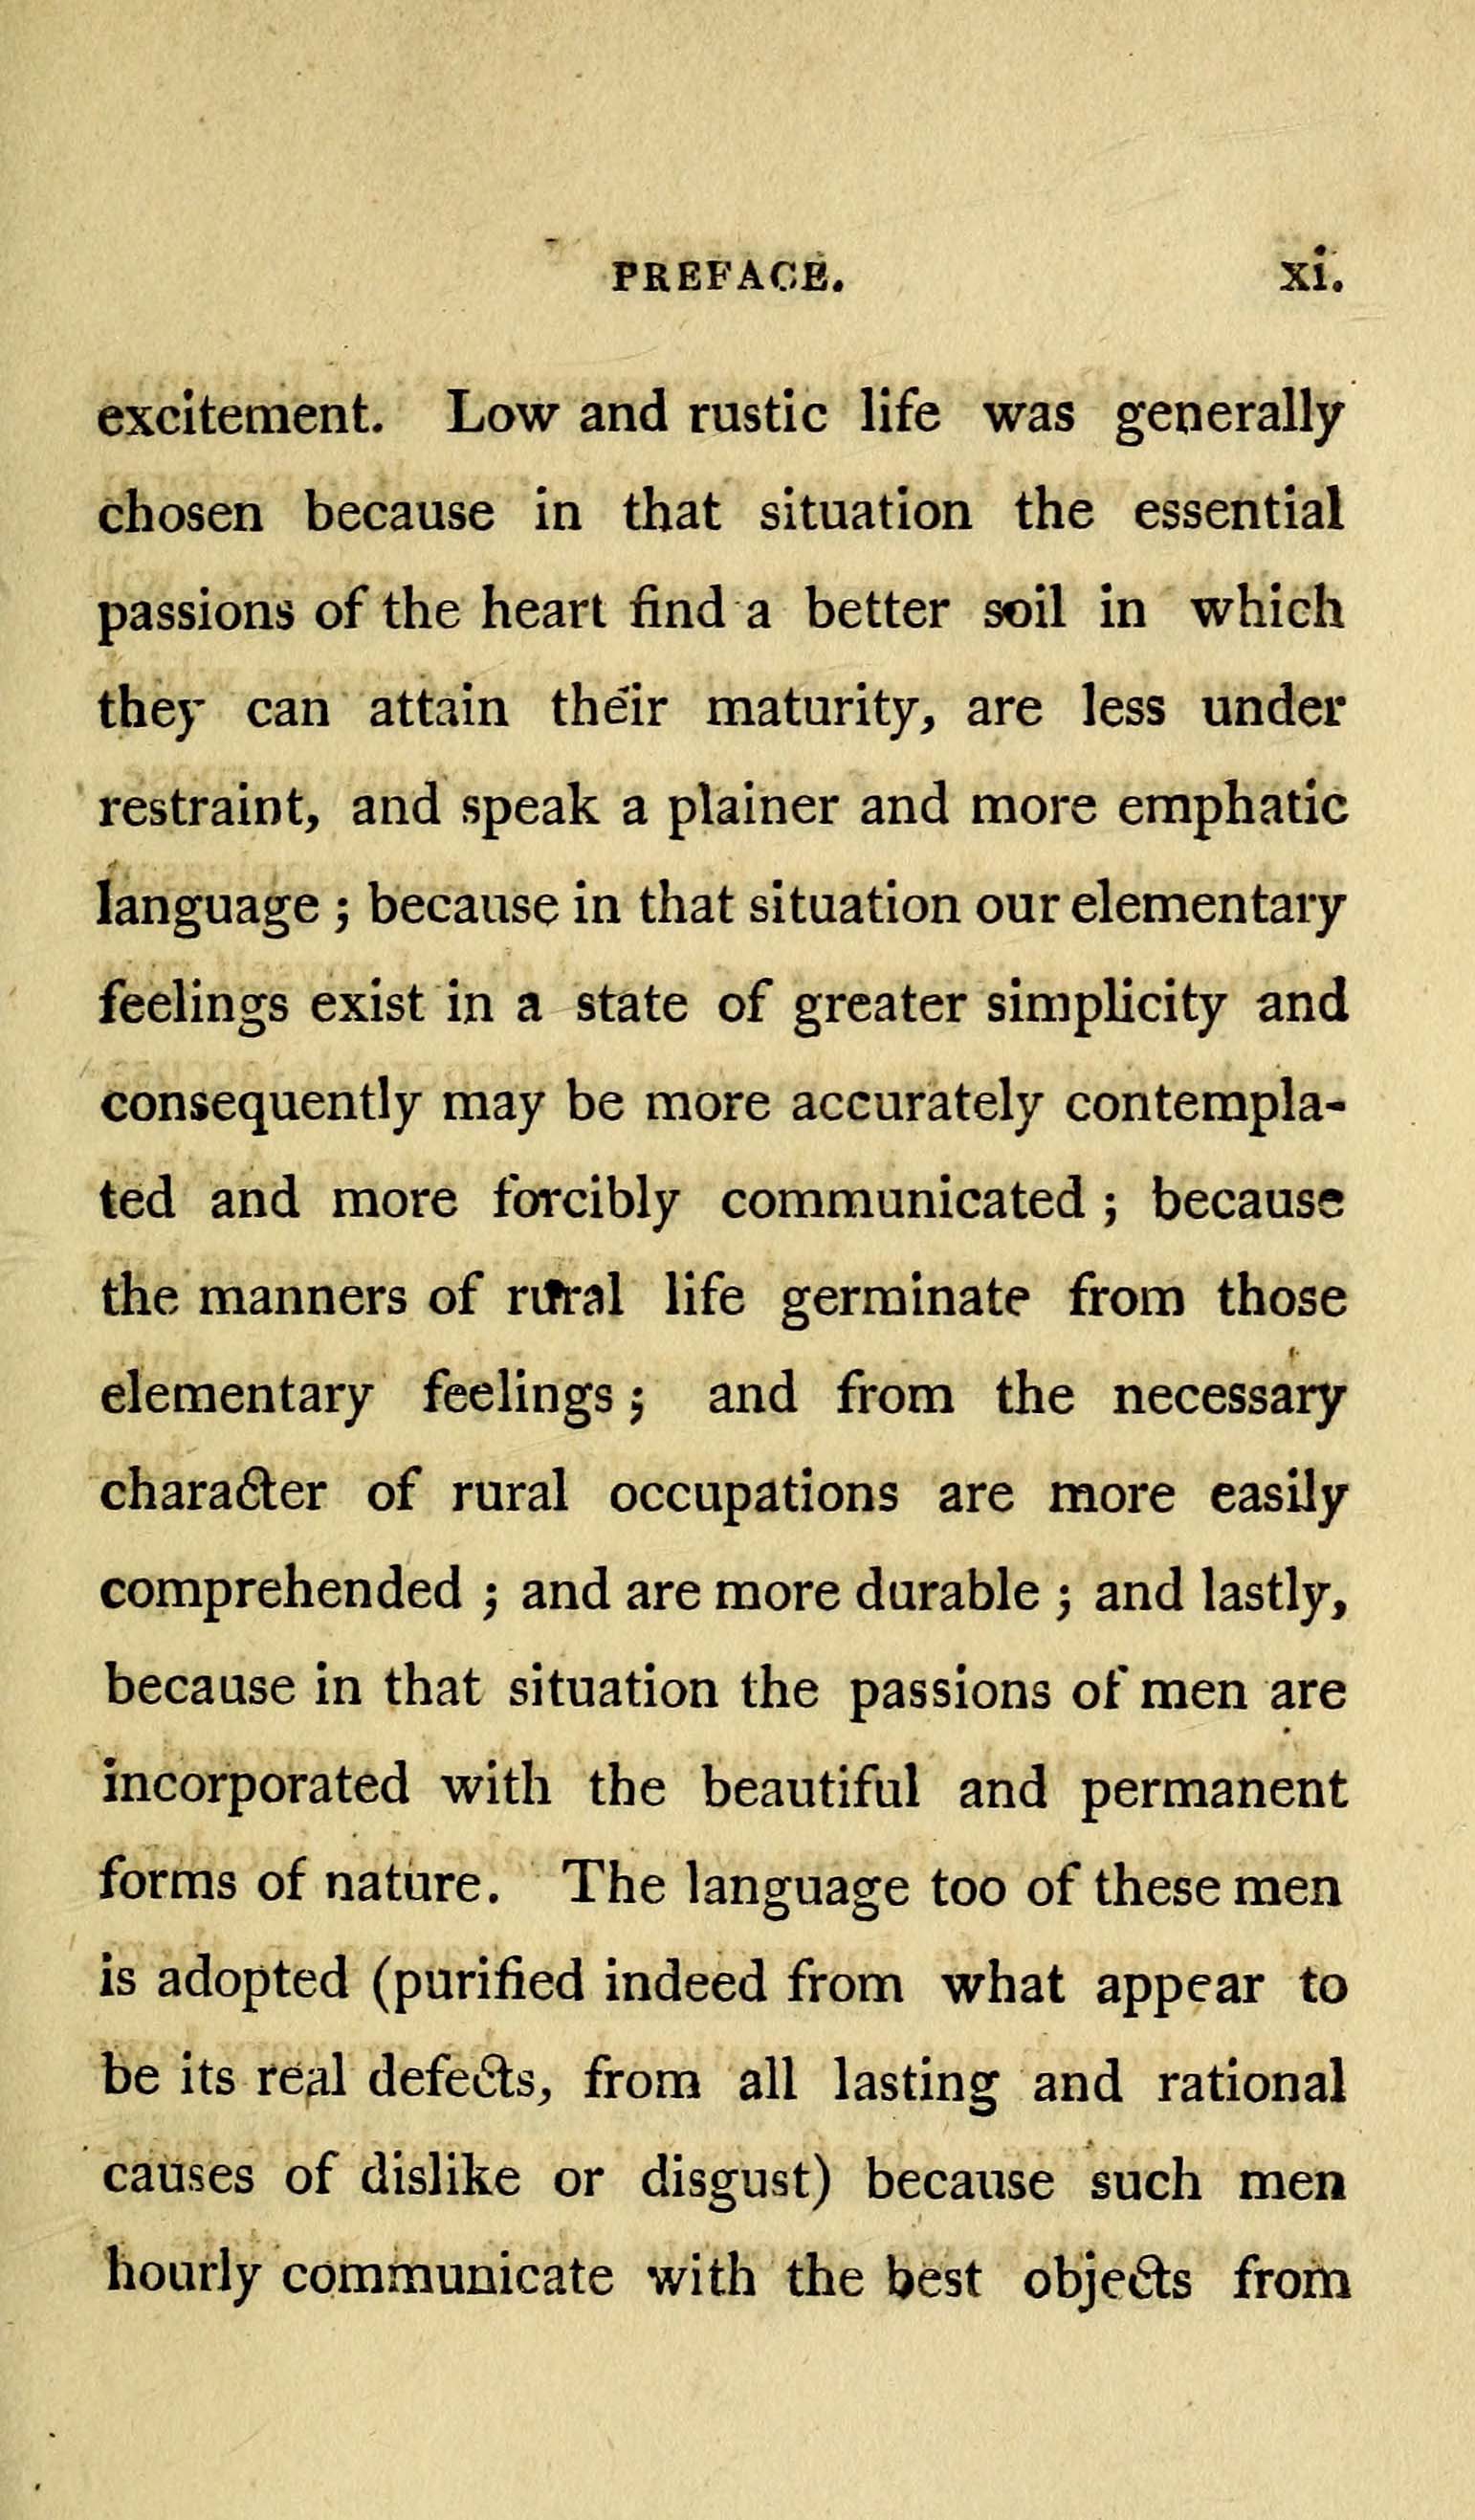 PREFACE. xi.
excitement. Low and rustic life was generally
chosen because in that situation the essential
passions of the heart find a better soil in which
they can attain their maturity, are less under
restraint, and speak a plainer and more emphatic
language ; because in that situation our elementary
feelings exist in a state of greater simplicity and
consequently may be more accurately contempla-
ted and more forcibly communicated ; because
the manners of rural life germinate from those
elementary feelings ; and from the necessary
character of rural occupations are more easily
comprehended ; and are more durable ; and lastly,
because in that situation the passions of men are
incorporated with the beautiful and permanent
forms of nature. The language too of these men
is adopted (purified indeed from what appear to
be its real defects, from all lasting and rational
causes of dislike or disgust) because such men
hourly communicate with the best objects from